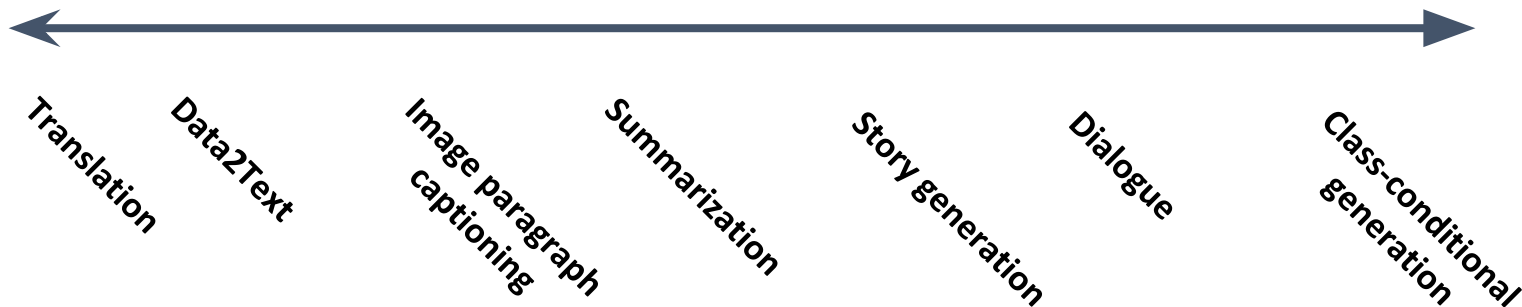 Translation
Data2Text
Image paragraph
captioning
Summarization
Story generation
Dialogue
Class-conditional
generation